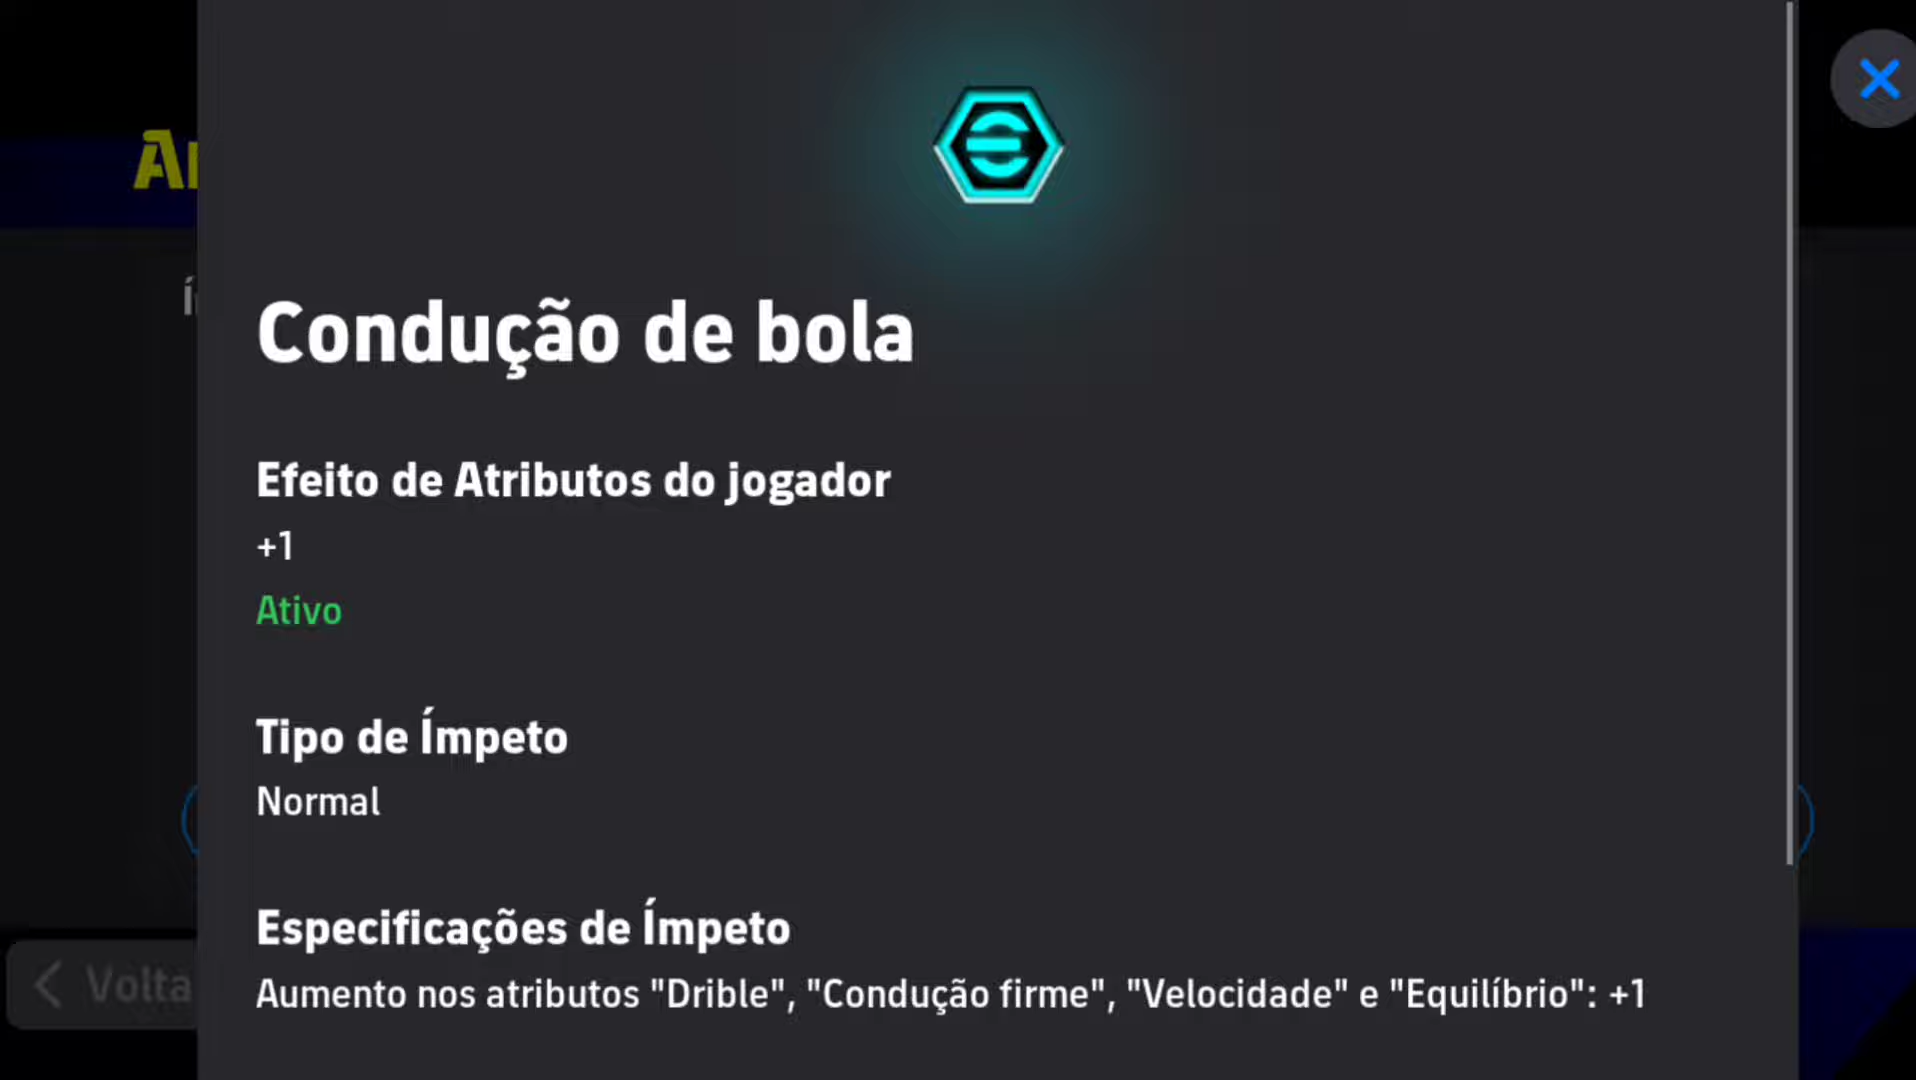 Condução de bola
Efeito de Atributos do jogador
+1
Ativo
Tipo de Ímpeto
Normal
Especificações de Ímpeto
Volta
Aumento nos atributos "Drible", "Condução firme", "Velocidade" e "Equilíbrio": +1